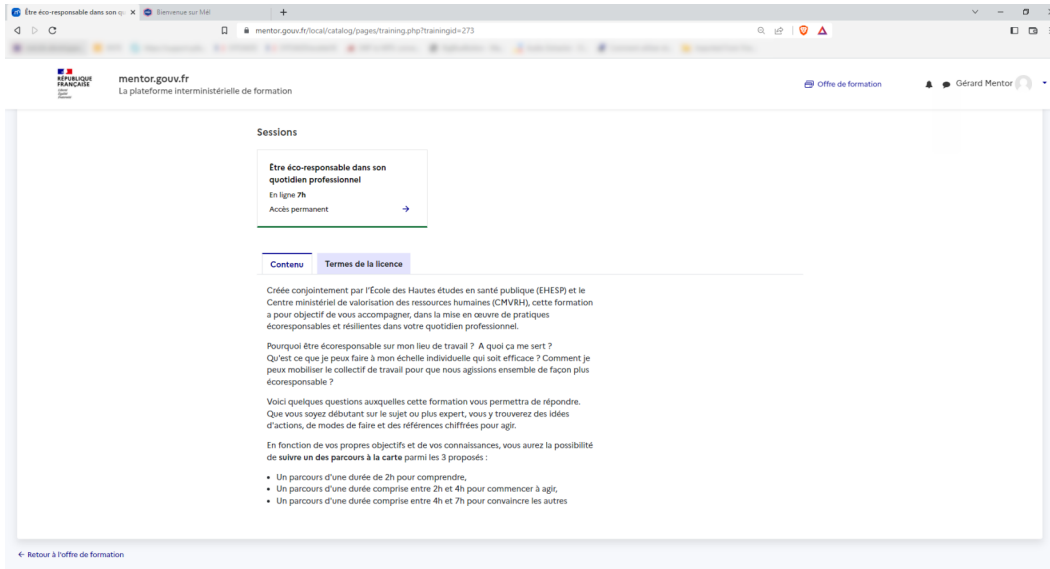 Être éco-responsable dans son qu
Bienvenue sur Mél
mentor.gouv.fr/local/catalog/pages/training.php?trainingid=273
RÉPUBLIQUE
FRANÇAISE
Liberté
Égalité
Fraternité
mentor.gouv.fr
La plateforme interministérielle de formation
Offre de formation
Gérard Mentor
Sessions
Être éco-responsable dans son
quotidien professionnel
En ligne 7h
Accès permanent
Contenu
Termes de la licence
Créée conjointement par l'École des Hautes études en santé publique (EHESP) et le
Centre ministériel de valorisation des ressources humaines (CMVRH), cette formation
a pour objectif de vous accompagner, dans la mise en œuvre de pratiques
écoresponsables et résilientes dans votre quotidien professionnel.
Pourquoi être écoresponsable sur mon lieu de travail ? A quoi ça me sert ?
Qu'est ce que je peux faire à mon échelle individuelle qui soit efficace ? Comment je
peux mobiliser le collectif de travail pour que nous agissions ensemble de façon plus
écoresponsable ?
Voici quelques questions auxquelles cette formation vous permettra de répondre.
Que vous soyez débutant sur le sujet ou plus expert, vous y trouverez des idées
d'actions, de modes de faire et des références chiffrées pour agir.
En fonction de vos propres objectifs et de vos connaissances, vous aurez la possibilité
de suivre un des parcours à la carte parmi les 3 proposés :
• Un parcours d'une durée de 2h pour comprendre,
• Un parcours d'une durée comprise entre 2h et 4h pour commencer à agir,
• Un parcours d'une durée comprise entre 4h et 7h pour convaincre les autres
← Retour à l'offre de formation